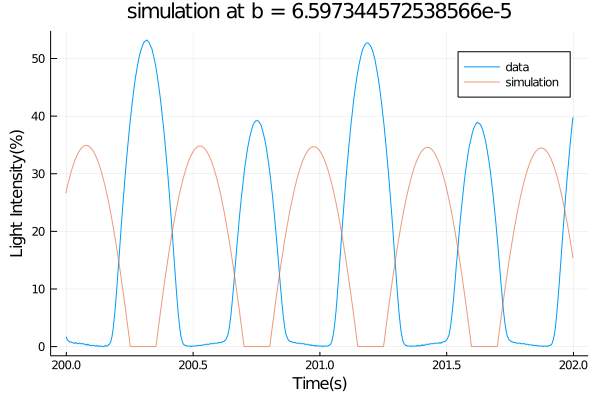 simulation at b = 6.597344572538566e-5
data
simulation
Light Intensity(%)
50
40
30
20
10
0
200.0
200.5
201.0
201.5
202.0
Time(s)